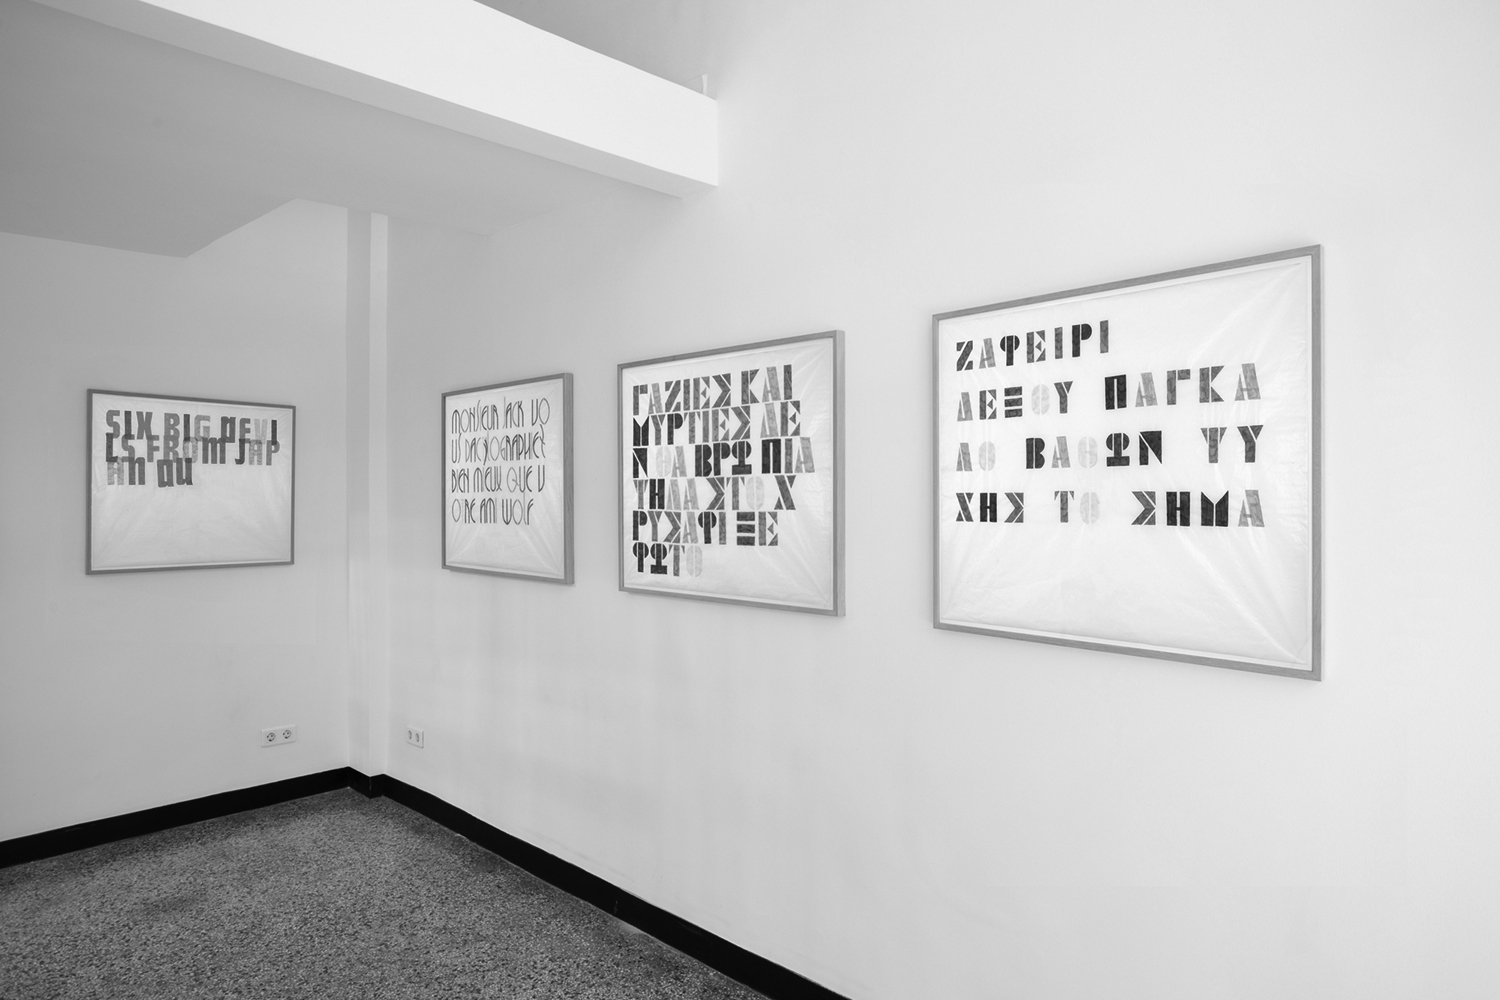 SIX BIG DEVI
LS FROM JAP
AN QU
MONSIEUR JACK VO
US DACTYLOGRAPHIEZ
BIEN MIEUX QUE V
OTRE AMI WOLF
ΓΑΖΙΕΣ ΚΑΙ
ΜΥΡΤΙΕΣ ΔΕ
Ν ΘΑ ΒΡΩ ΠΙΑ
ΨΗΛΑ ΣΤΟ Χ
ΡΥΣΑΦΙ ΞΕ
ΦΩΤΟ
ΖΑΦΕΙΡΙ
ΔΕΞΟΥ ΠΑΓΚΑ
ΛΟ ΒΑΘΩΝ ΨΥ
ΧΗΣ ΤΟ ΣΗΜΑ